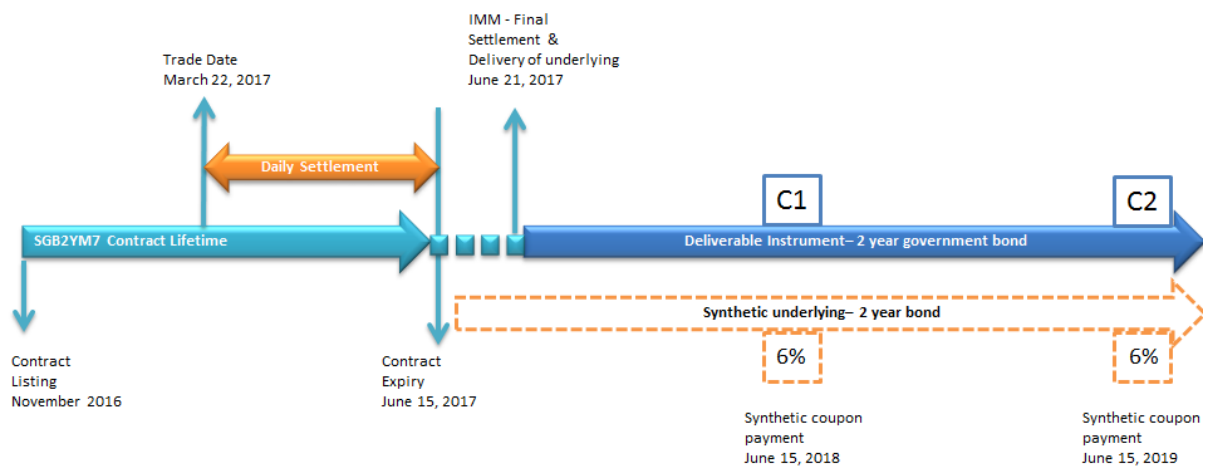 IMM - Final
Settlement &
Delivery of underlying
June 21, 2017
Trade Date
March 22, 2017
Daily Settlement
C1
C2
SGB2YM7 Contract Lifetime
Deliverable Instrument– 2 year government bond
Synthetic underlying– 2 year bond
6%
6%
Contract
Listing
November 2016
Contract
Expiry
June 15, 2017
Synthetic coupon
payment
June 15, 2018
Synthetic coupon
payment
June 15, 2019